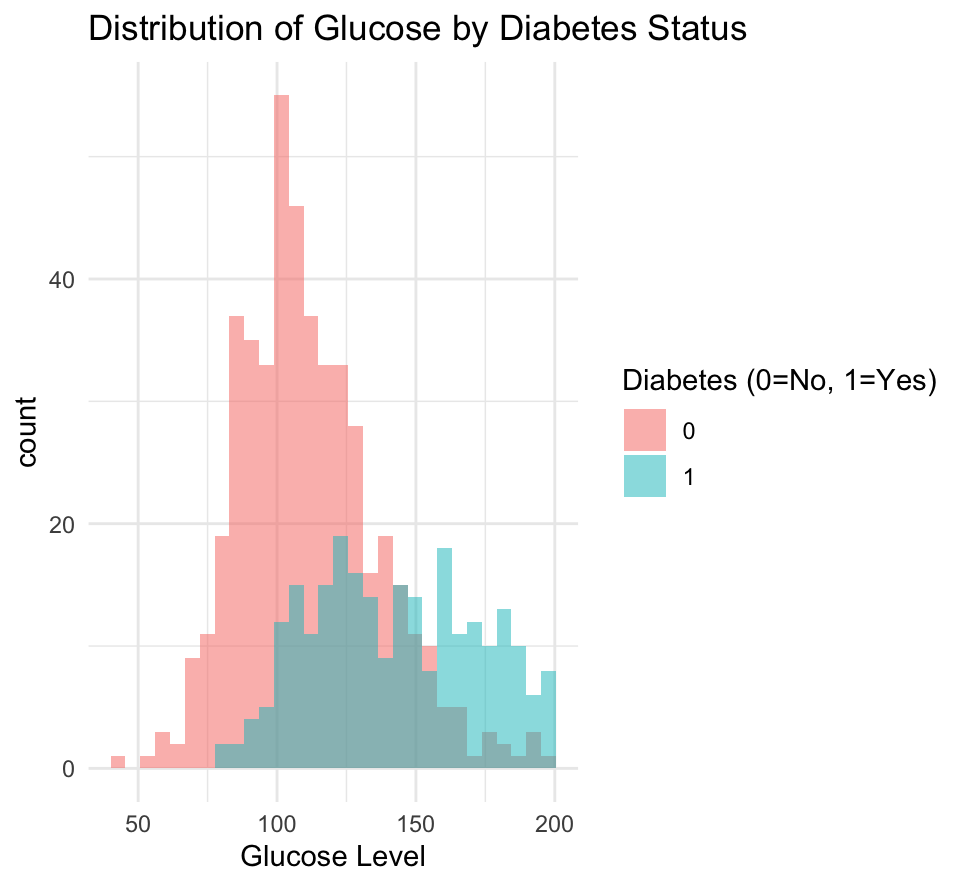 Distribution of Glucose by Diabetes Status
count
40
20
0
50 100 150 200
Glucose Level
Diabetes (0=No, 1=Yes)
0
1